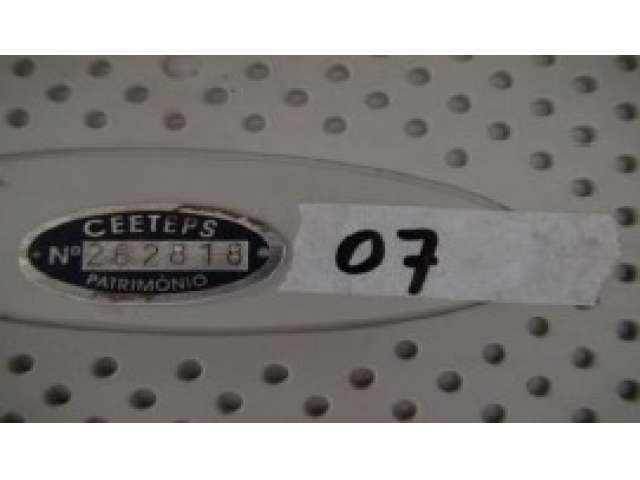 CEETEPS
Nº 262818
PATRIMÔNIO
07